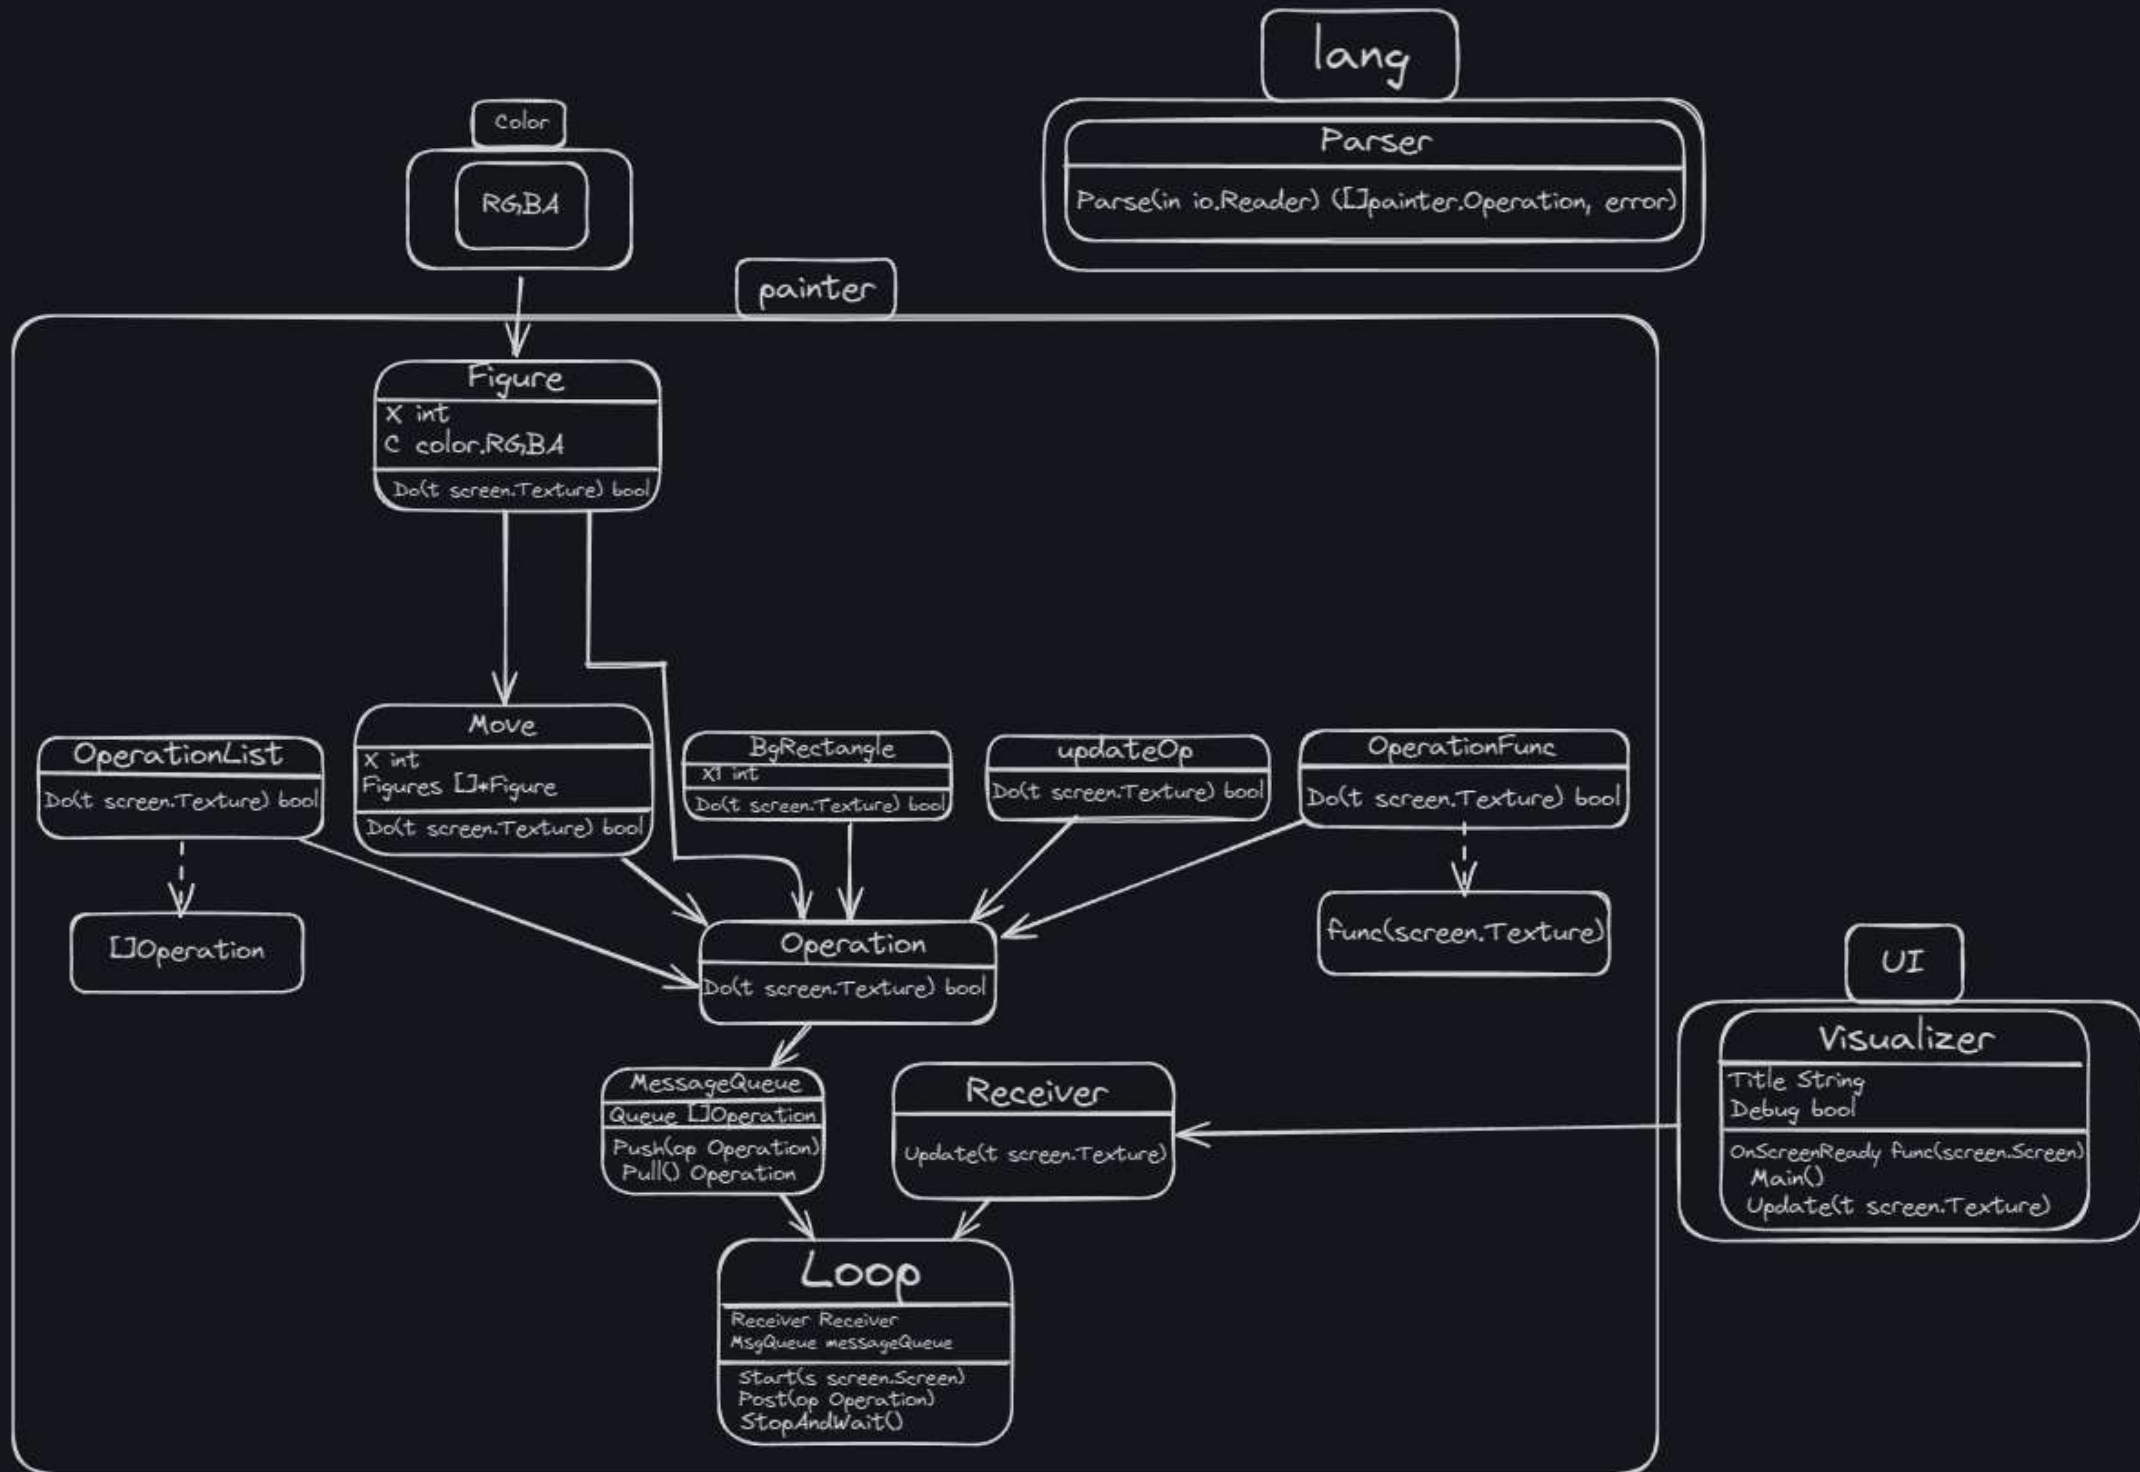 lang
Parser
Parse(in io.Reader) ([]painter.Operation, error)
Color
RGBA
painter
Figure
X int
C color.RGBA
Do(t screen.Texture) bool
OperationList
Do(t screen.Texture) bool
Move
X int
Figures []*Figure
Do(t screen.Texture) bool
BgRectangle
X1 int
Do(t screen.Texture) bool
updateOp
Do(t screen.Texture) bool
OperationFunc
Do(t screen.Texture) bool
[]Operation
Operation
Do(t screen.Texture) bool
func(screen.Texture)
UI
Visualizer
Title String
Debug bool
OnScreenReady func(screen.Screen)
Main()
Update(t screen.Texture)
MessageQueue
Queue []Operation
Push(op Operation)
Pull() Operation
Receiver
Update(t screen.Texture)
Loop
Receiver Receiver
MsgQueue messageQueue
Start(s screen.Screen)
Post(op Operation)
StopAndWait()